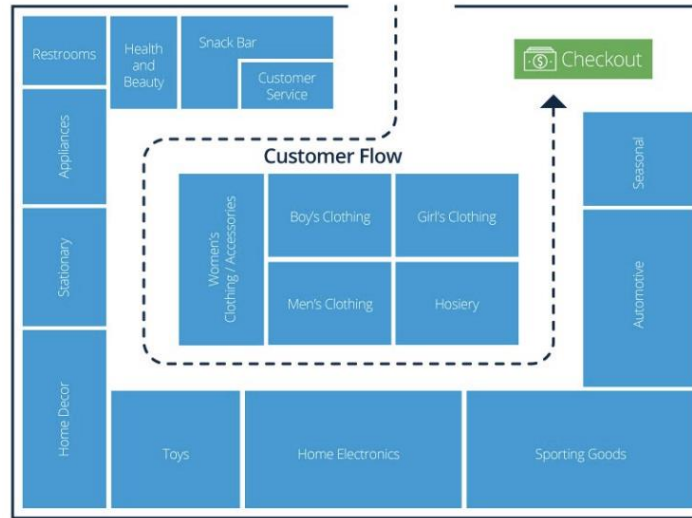 Restrooms
Health
and
Beauty
Snack Bar
Customer
Service
$ Checkout
Appliances
Customer Flow
Seasonal
Women's
Clothing / Accessories
Boy's Clothing
Girl's Clothing
Stationary
Men's Clothing
Hosiery
Automotive
Home Decor
Toys
Home Electronics
Sporting Goods